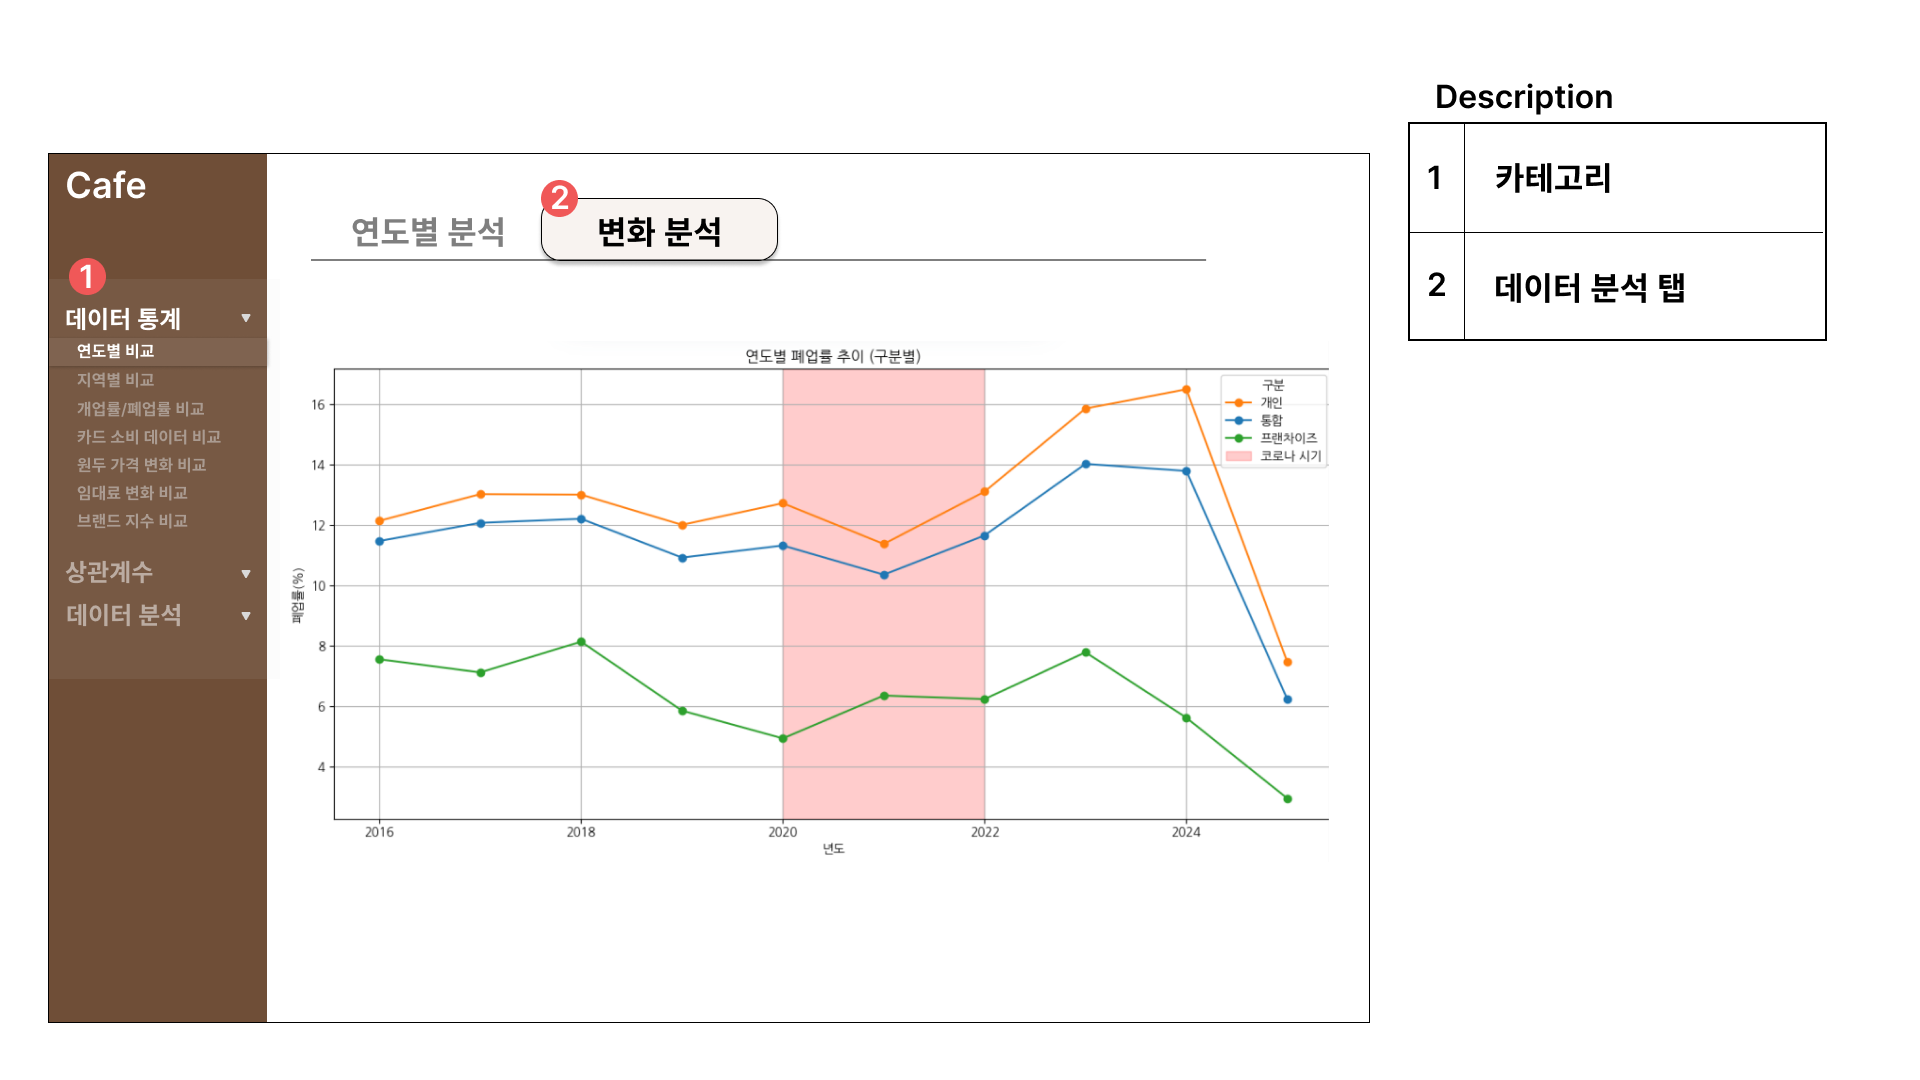 Description
1 카테고리
2 데이터 분석 탭
Cafe
1
데이터 통계 ▼
연도별 비교
지역별 비교
개업률/폐업률 비교
카드 소비 데이터 비교
원두 가격 변화 비교
임대료 변화 비교
브랜드 지수 비교
상관계수 ▼
데이터 분석 ▼
연도별 분석
2
변화 분석
연도별 폐업률 추이 (구분별)
구분
개인
통합
프랜차이즈
코로나 시기
폐업률(%)
16
14
12
10
8
6
4
2016 2018 2020 2022 2024
년도